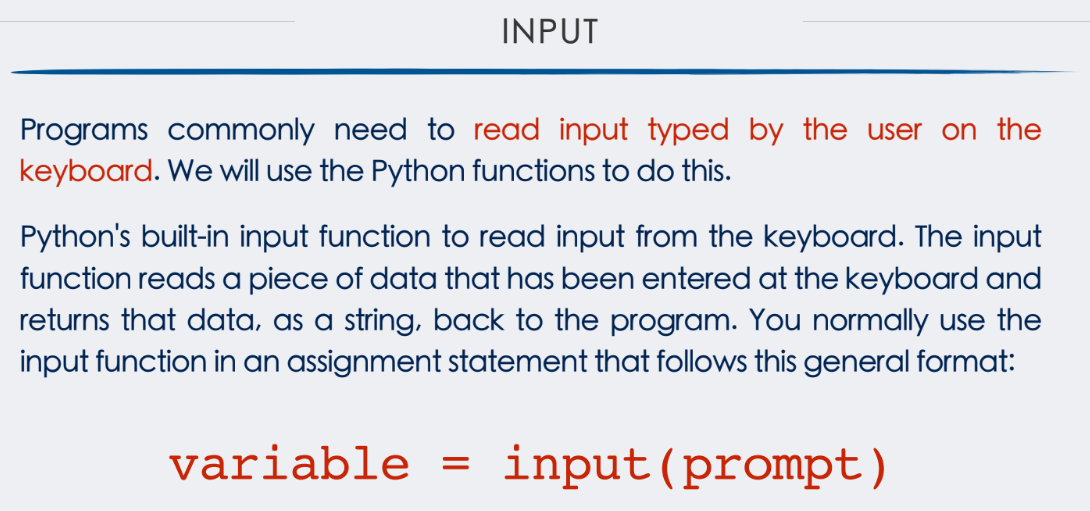 INPUT
Programs commonly need to read input typed by the user on the
keyboard. We will use the Python functions to do this.
Python's built-in input function to read input from the keyboard. The input
function reads a piece of data that has been entered at the keyboard and
returns that data, as a string, back to the program. You normally use the
input function in an assignment statement that follows this general format:
variable = input(prompt)